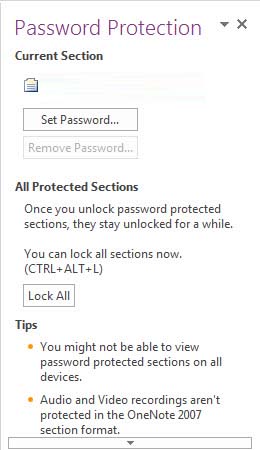 Password Protection
Current Section
Set Password...
Remove Password...
All Protected Sections
Once you unlock password protected
sections, they stay unlocked for a while.
You can lock all sections now.
(CTRL+ALT+L)
Lock All
Tips
You might not be able to view
password protected sections on all
devices.
Audio and Video recordings aren't
protected in the OneNote 2007
section format.